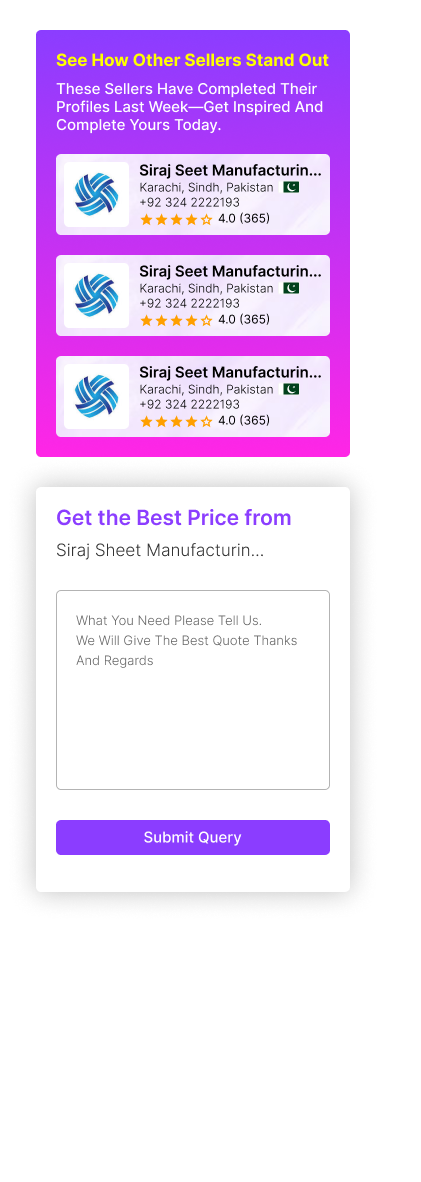 See How Other Sellers Stand Out
These Sellers Have Completed Their
Profiles Last Week—Get Inspired And
Complete Yours Today.
Siraj Seet Manufacturin...
Karachi, Sindh, Pakistan
+92 324 2222193
4.0 (365)
Siraj Seet Manufacturin...
Karachi, Sindh, Pakistan
+92 324 2222193
4.0 (365)
Siraj Seet Manufacturin...
Karachi, Sindh, Pakistan
+92 324 2222193
4.0 (365)
Get the Best Price from
Siraj Sheet Manufacturin...
What You Need Please Tell Us.
We Will Give The Best Quote Thanks
And Regards
Submit Query